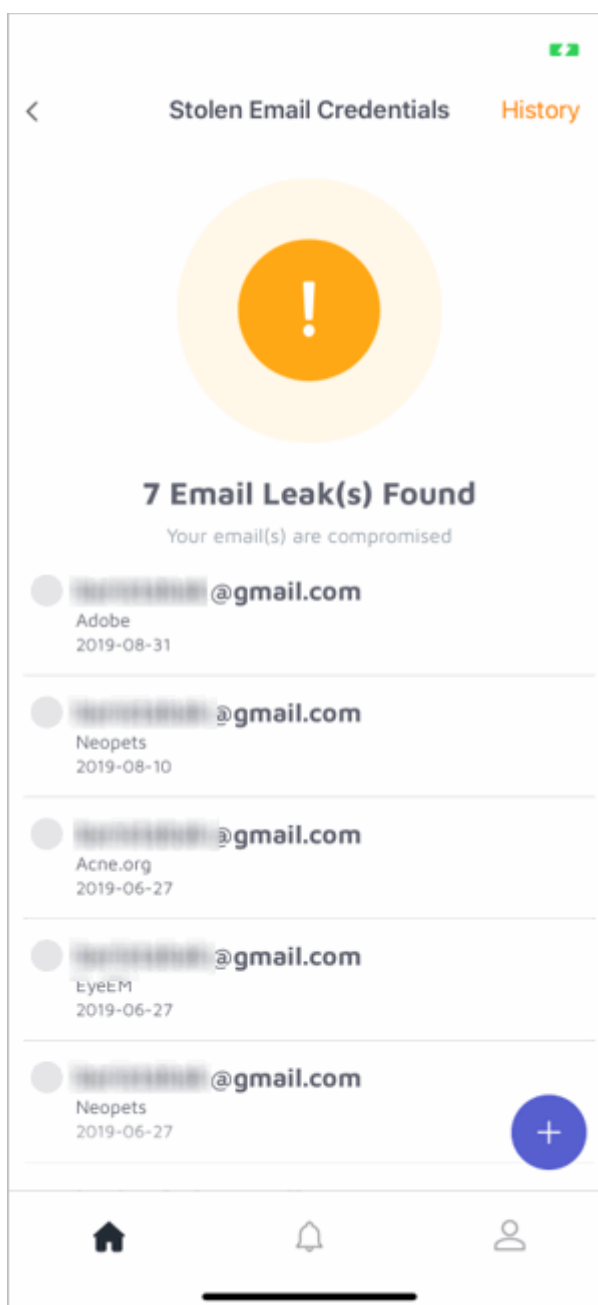 Stolen Email Credentials
History
!
7 Email Leak(s) Found
Your email(s) are compromised
@gmail.com
Adobe
2019-08-31
@gmail.com
Neopets
2019-08-10
@gmail.com
Acne.org
2019-06-27
@gmail.com
EyeEM
2019-06-27
@gmail.com
Neopets
2019-06-27